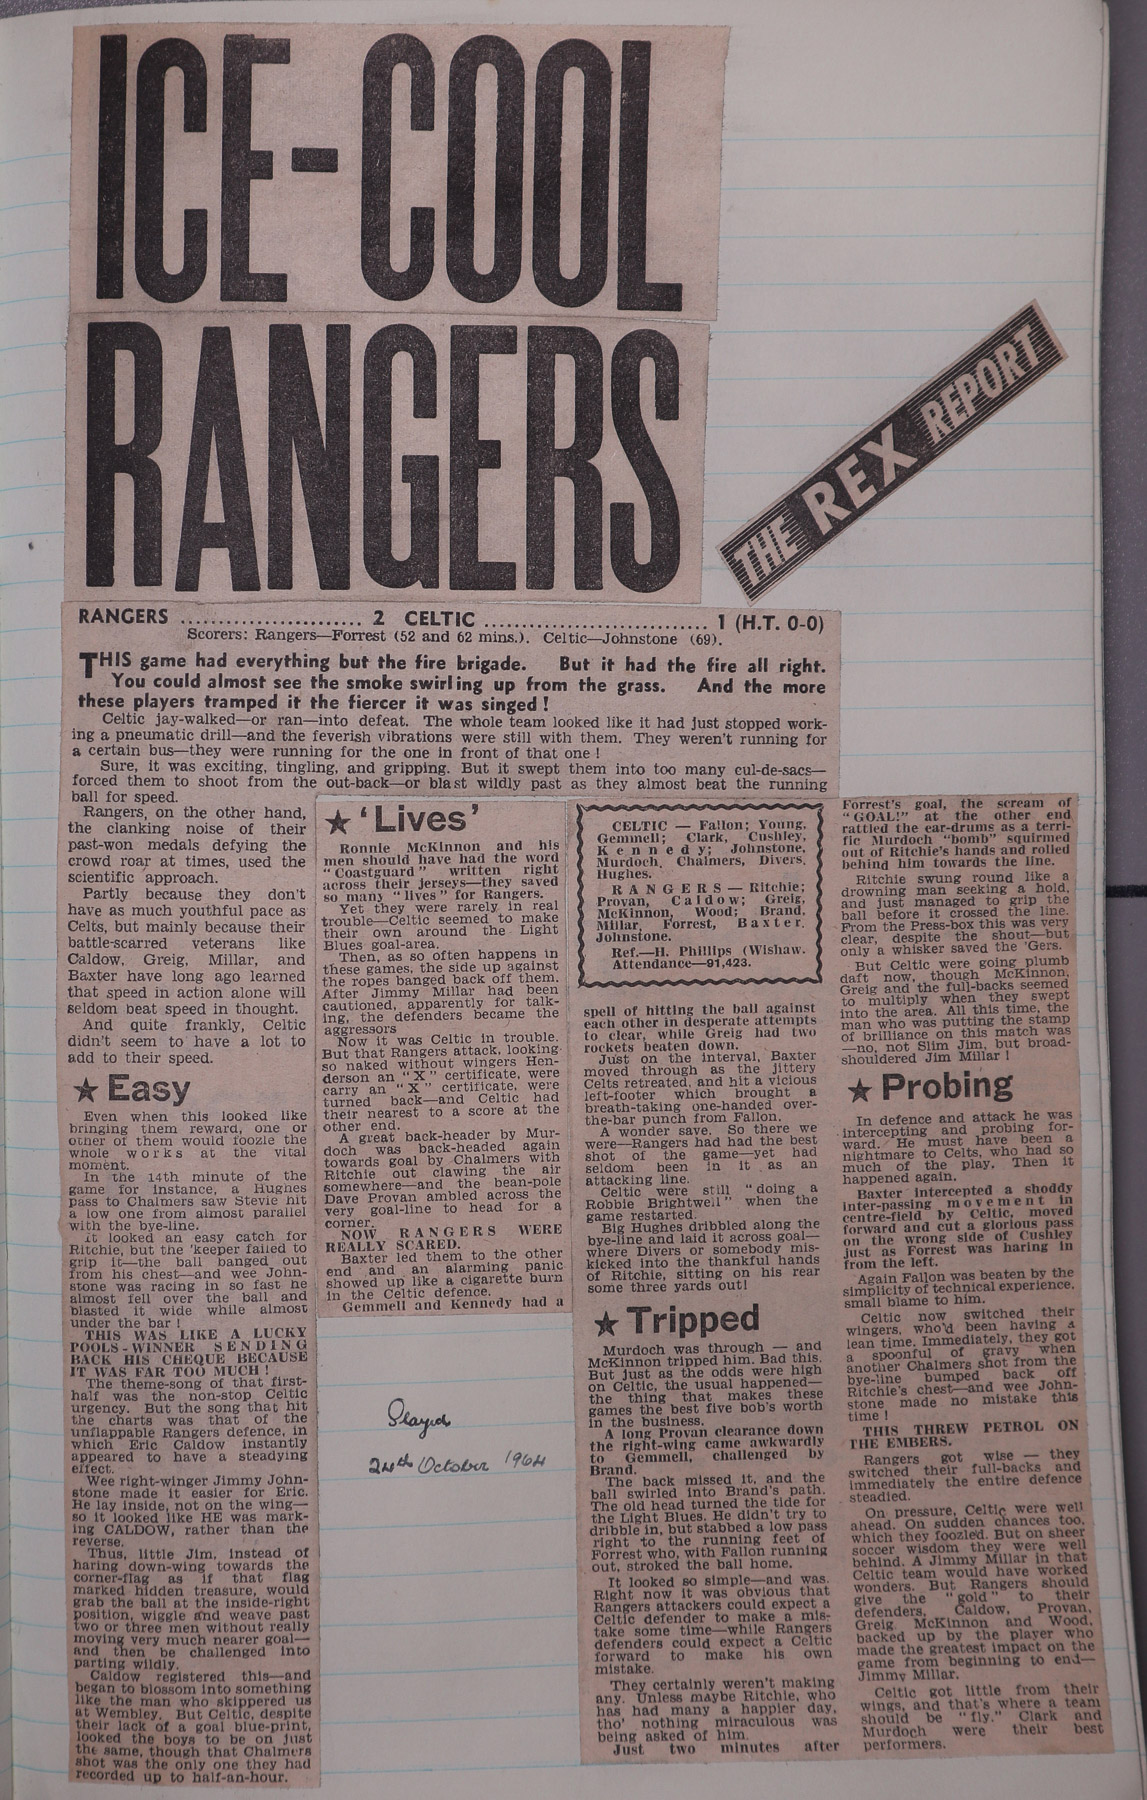 ICE-COOL
RANGERS
THE REX REPORT
RANGERS ........................ 2 CELTIC ............................. 1 (H.T. 0-0)
Scorers: Rangers—Forrest (52 and 62 mins.). Celtic—Johnstone (69).
THIS game had everything but the fire brigade. But it had the fire all right.
You could almost see the smoke swirling up from the grass. And the more
these players tramped it the fiercer it was singed!
Celtic jay-walked—or ran—into defeat. The whole team looked like it had just stopped work-
ing a pneumatic drill—and the feverish vibrations were still with them. They weren't running for
a certain bus—they were running for the one in front of that one!
Sure, it was exciting, tingling, and gripping. But it swept them into too many cul-de-sacs—
forced them to shoot from the out-back—or blast wildly past as they almost beat the running
ball for speed.
Rangers, on the other hand,
the clanking noise of their
past-won medals defying the
crowd roar at times, used the
scientific approach.
Partly because they don't
have as much youthful pace as
Celts, but mainly because their
battle-scarred veterans like
Caldow, Greig, Millar, and
Baxter have long ago learned
that speed in action alone will
seldom beat speed in thought.
And quite frankly, Celtic
didn't seem to have a lot to
add to their speed.
★ Easy
Even when this looked like
bringing them reward, one or
other of them would foozle the
whole works at the vital
moment.
In the 14th minute of the
game for instance, a Hughes
pass to Chalmers saw Stevie hit
a low one from almost parallel
with the bye-line.
It looked an easy catch for
Ritchie, but the 'keeper failed to
grip it—the ball banged out
from his chest—and wee John-
stone was racing in so fast he
almost fell over the ball and
blasted it wide while almost
under the bar!
THIS WAS LIKE A LUCKY
POOLS-WINNER SENDING
BACK HIS CHEQUE BECAUSE
IT WAS FAR TOO MUCH!
The theme-song of that first-
half was the non-stop Celtic
urgency. But the song that hit
the charts was that of the
unflappable Rangers defence, in
which Eric Caldow instantly
appeared to have a steadying
effect.
Wee right-winger Jimmy John-
stone made it easier for Eric.
He lay inside, not on the wing—
so it looked like HE was mark-
ing CALDOW, rather than the
reverse.
Thus, little Jim, instead of
haring down-wing towards the
corner-flag as if that flag
marked hidden treasure, would
grab the ball at the inside-right
position, wiggle and weave past
two or three men without really
moving very much nearer goal—
and then be challenged into
parting wildly.
Caldow registered this—and
began to blossom into something
like the man who skippered us
at Wembley. But Celtic, despite
their lack of a goal blue-print,
looked the boys to be on just
the same, though that Chalmers
shot was the only one they had
recorded up to half-an-hour.
★ 'Lives'
Ronnie McKinnon and his
men should have had the word
"Coastguard" written right
across their jerseys—they saved
so many "lives" for Rangers.
Yet they were rarely in real
trouble—Celtic seemed to make
their own around the Light
Blues goal-area.
Then, as so often happens in
these games, the side up against
the ropes banged back off them.
After Jimmy Millar had been
cautioned, apparently for talk-
ing, the defenders became the
aggressors
Now it was Celtic in trouble.
But that Rangers attack, looking
so naked without wingers Hen-
derson an "X" certificate, were
carry an "X" certificate, were
turned back—and Celtic had
their nearest to a score at the
other end.
A great back-header by Mur-
doch was back-headed again
towards goal by Chalmers with
Ritchie out clawing the air
somewhere—and the bean-pole
Dave Provan ambled across the
very goal-line to head for a
corner.
NOW RANGERS WERE
REALLY SCARED.
Baxter led them to the other
end and an alarming panic
showed up like a cigarette burn
in the Celtic defence.
Gemmell and Kennedy had a
Played
24th October 1964
CELTIC — Fallon; Young,
Gemmell; Clark, Cushley,
Kennedy; Johnstone,
Murdoch, Chalmers, Divers,
Hughes.
RANGERS — Ritchie;
Provan, Caldow; Greig,
McKinnon, Wood; Brand,
Millar, Forrest, Baxter,
Johnstone.
Ref.—H. Phillips (Wishaw.
Attendance—91,423.
spell of hitting the ball against
each other in desperate attempts
to clear, while Greig had two
rockets beaten down.
Just on the interval, Baxter
moved through as the jittery
Celts retreated, and hit a vicious
left-footer which brought a
breath-taking one-handed over-
the-bar punch from Fallon.
A wonder save. So there we
were—Rangers had had the best
shot of the game—yet had
seldom been in it as an
attacking line.
Celtic were still "doing a
Robbie Brightwell" when the
game restarted.
Big Hughes dribbled along the
bye-line and laid it across goal—
where Divers or somebody mis-
kicked into the thankful hands
of Ritchie, sitting on his rear
some three yards out!
★ Tripped
Murdoch was through — and
McKinnon tripped him. Bad this.
But just as the odds were high
on Celtic, the usual happened—
the thing that makes these
games the best five bob's worth
in the business.
A long Provan clearance down
the right-wing came awkwardly
to Gemmell, challenged by
Brand.
The back missed it, and the
ball swirled into Brand's path.
The old head turned the tide for
the Light Blues. He didn't try to
dribble in, but stabbed a low pass
right to the running feet of
Forrest who, with Fallon running
out, stroked the ball home.
It looked so simple—and was.
Right now it was obvious that
Rangers attackers could expect a
Celtic defender to make a mis-
take some time—while Rangers
defenders could expect a Celtic
forward to make his own
mistake.
They certainly weren't making
any. Unless maybe Ritchie, who
has had many a happier day,
tho' nothing miraculous was
being asked of him.
Just two minutes after
Forrest's goal, the scream of
"GOAL!" at the other end
rattled the ear-drums as a terri-
fic Murdoch "bomb" squirmed
out of Ritchie's hands and rolled
behind him towards the line.
Ritchie swung round like a
drowning man seeking a hold,
and just managed to grip the
ball before it crossed the line.
From the Press-box this was very
clear, despite the shout—but
only a whisker saved the 'Gers.
But Celtic were going plumb
daft now, though McKinnon,
Greig and the full-backs seemed
to multiply when they swept
into the area. All this time, the
man who was putting the stamp
of brilliance on this match was
—no, not Slim Jim, but broad-
shouldered Jim Millar!
★ Probing
In defence and attack he was
intercepting and probing for-
ward. He must have been a
nightmare to Celts, who had so
much of the play. Then it
happened again.
Baxter intercepted a shoddy
inter-passing movement in
centre-field by Celtic, moved
forward and cut a glorious pass
on the wrong side of Cushley
just as Forrest was haring in
from the left.
Again Fallon was beaten by the
simplicity of technical experience,
small blame to him.
Celtic now switched their
wingers, who'd been having a
lean time. Immediately, they got
a spoonful of gravy when
another Chalmers shot from the
bye-line bumped back off
Ritchie's chest—and wee John-
stone made no mistake this
time!
THIS THREW PETROL ON
THE EMBERS.
Rangers got wise — they
switched their full-backs and
immediately the entire defence
steadied.
On pressure, Celtic were well
ahead. On sudden chances too,
which they foozled. But on sheer
soccer wisdom they were well
behind. A Jimmy Millar in that
Celtic team would have worked
wonders. But Rangers should
give the "gold" to their
defenders, Caldow, Provan,
Greig, McKinnon and Wood,
backed up by the player who
made the greatest impact on the
game from beginning to end—
Jimmy Millar.
Celtic got little from their
wings, and that's where a team
should be "fly." Clark and
Murdoch were their best
performers.